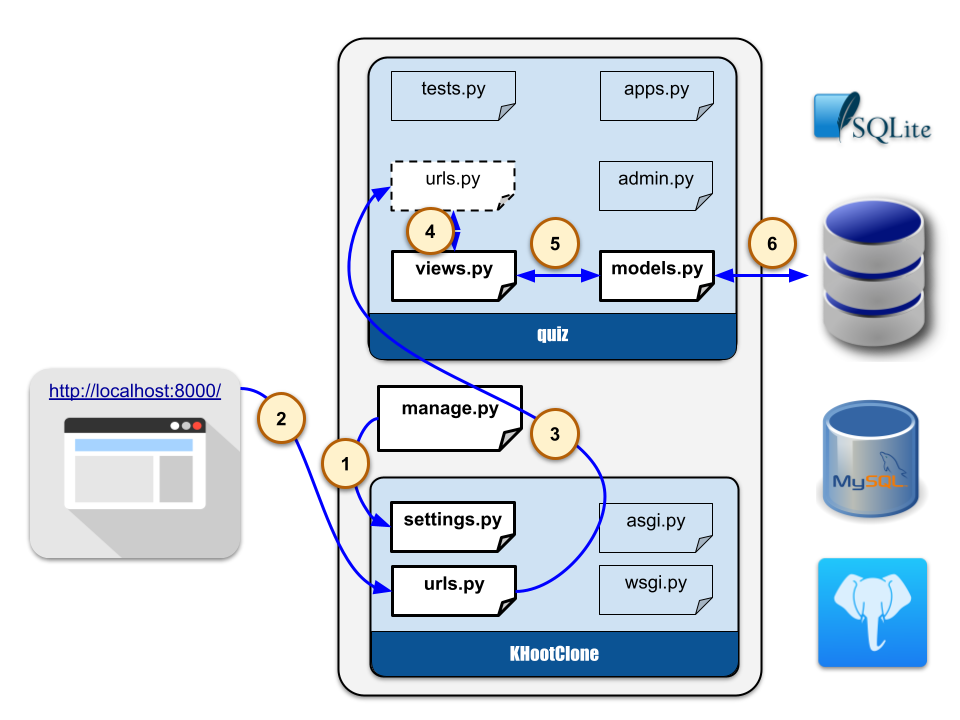 tests.py
apps.py
SQLite
urls.py
admin.py
4
5
6
views.py
models.py
quiz
http://localhost:8000/
manage.py
2
3
1
MySQL
settings.py
asgi.py
urls.py
wsgi.py
KHootClone